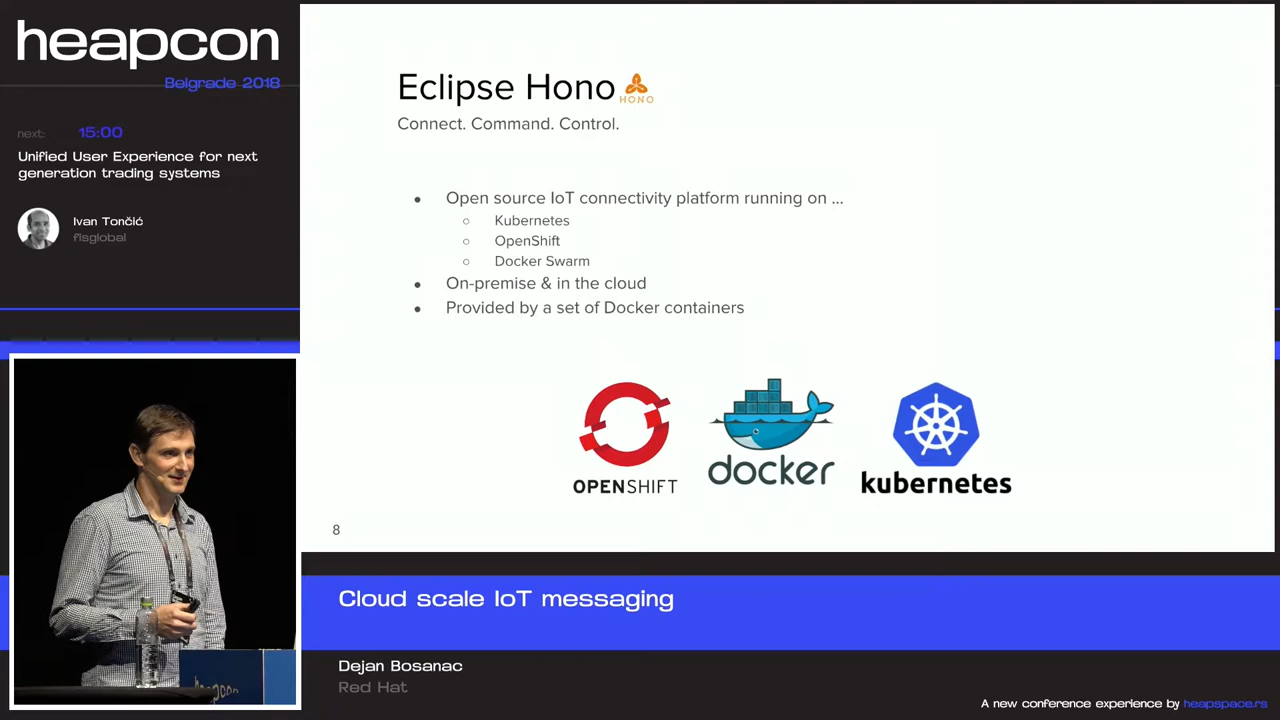 heapcon
Belgrade 2018
next: 15:00
Unified User Experience for next
generation trading systems
Ivan Tončić
fisglobal
Eclipse Hono
HONO
Connect. Command. Control.
● Open source IoT connectivity platform running on ...
○ Kubernetes
○ OpenShift
○ Docker Swarm
● On-premise & in the cloud
● Provided by a set of Docker containers
OPENSHIFT
docker
kubernetes
8
heapcon
Cloud scale IoT messaging
Dejan Bosanac
Red Hat
A new conference experience by heapspace.rs